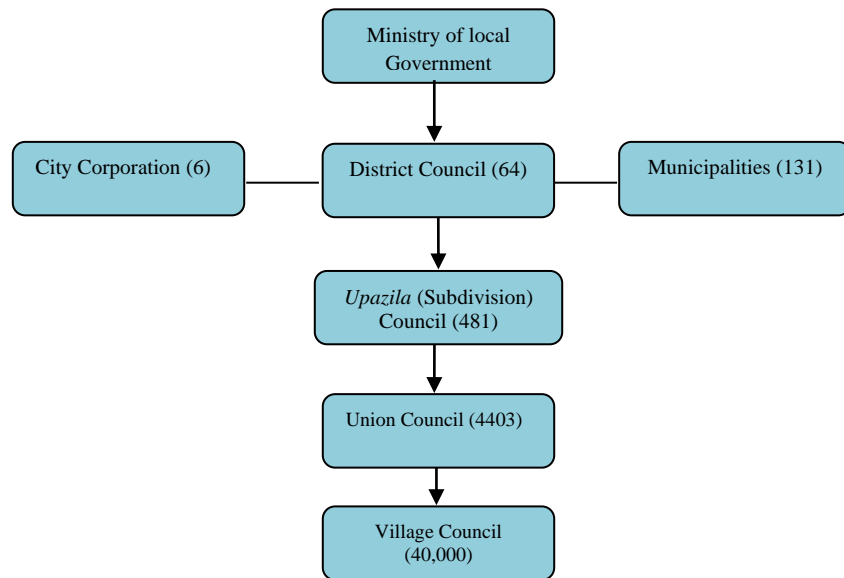 Ministry of local
Government
City Corporation (6)
District Council (64)
Municipalities (131)
Upazila (Subdivision)
Council (481)
Union Council (4403)
Village Council
(40,000)